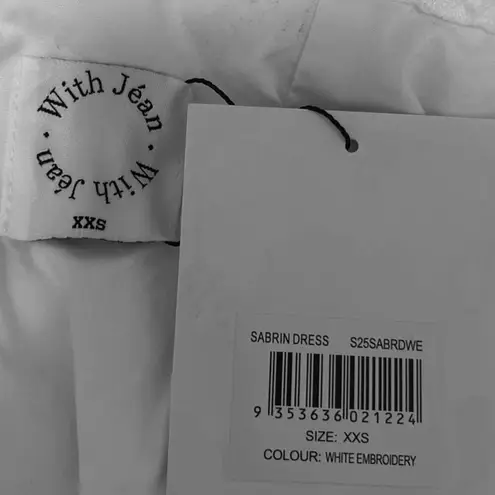 With Jéan · With Jéan ·
XXS
SABRIN DRESS S25SABRDWE
9 353636 021224
SIZE: XXS
COLOUR: WHITE EMBROIDERY